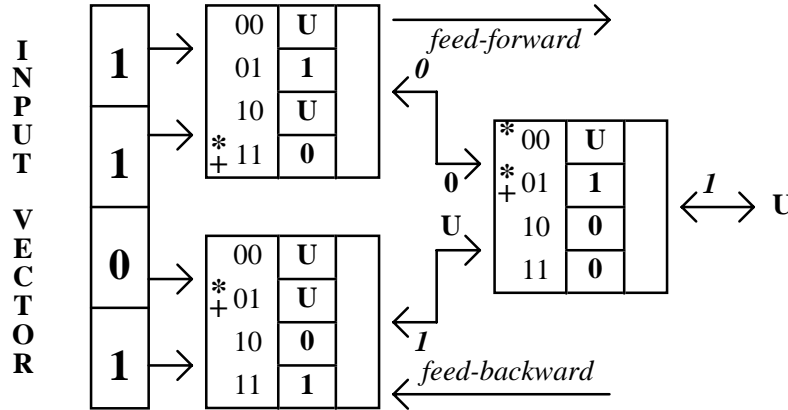 INPUT VECTOR
1
1
0
1
00 U
01 1
10 U
*+ 11 0
feed-forward
0
0
* 00 U
*+ 01 1
10 0
11 0
1
U
U
00 U
*+ 01 U
10 0
11 1
1
feed-backward